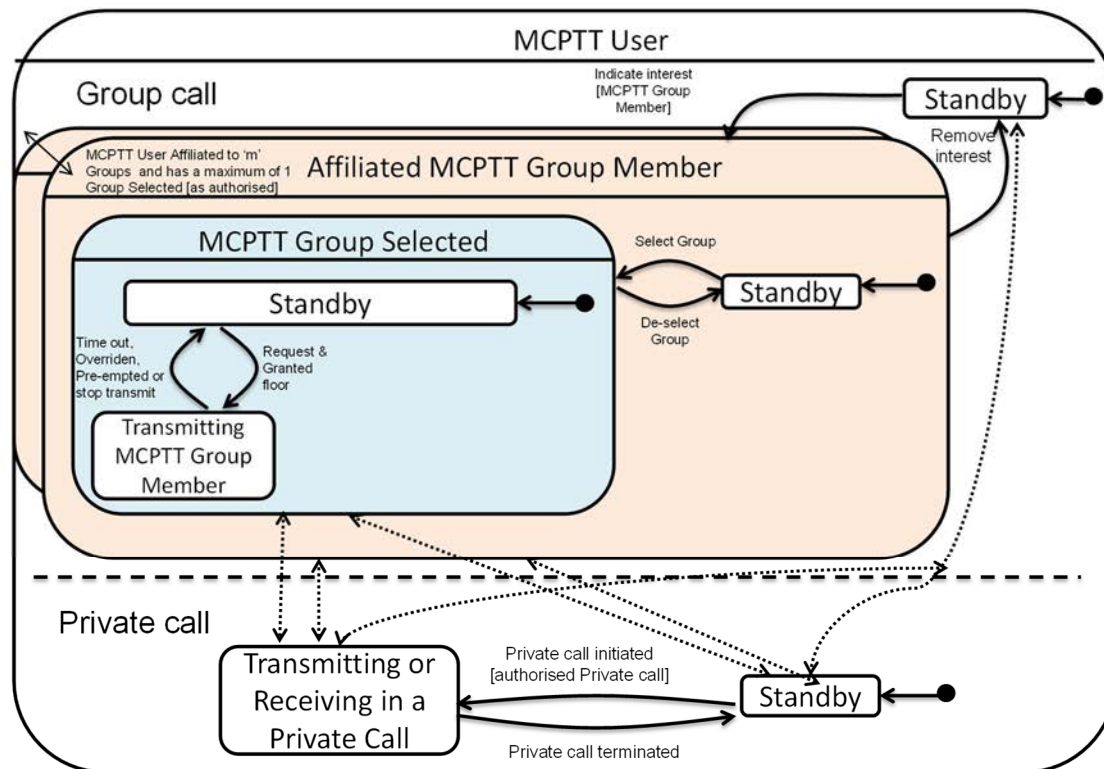 MCPTT User
Group call
Indicate interest
[MCPTT Group
Member]
Standby
Remove
interest
MCPTT User Affiliated to ‘m’
Groups and has a maximum of 1
Group Selected [as authorised]
Affiliated MCPTT Group Member
MCPTT Group Selected
Select Group
Standby
Standby
De-select
Group
Time out,
Overriden,
Pre-empted or
stop transmit
Request &
Granted
floor
Transmitting
MCPTT Group
Member
Private call
Transmitting or
Receiving in a
Private Call
Private call initiated
[authorised Private call]
Standby
Private call terminated